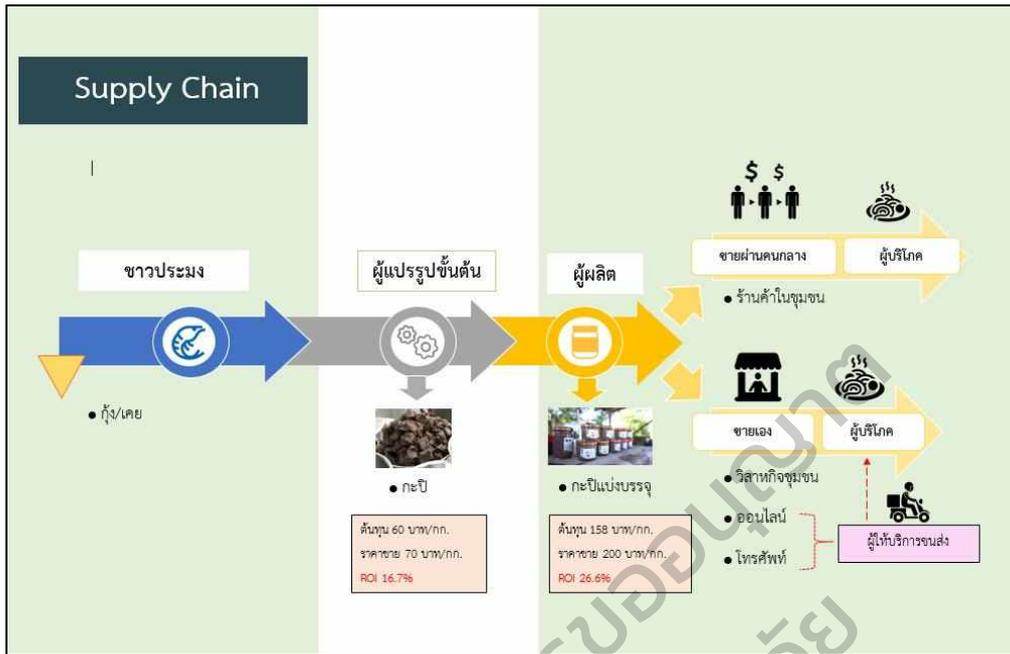 Supply Chain
ชาวประมง
• กุ้ง/เคย
ผู้แปรรูปขั้นต้น
• กะปิ
ต้นทุน 60 บาท/กก.
ราคาขาย 70 บาท/กก.
ROI 16.7%
ผู้ผลิต
• กะปิแบ่งบรรจุ
ต้นทุน 158 บาท/กก.
ราคาขาย 200 บาท/กก.
ROI 26.6%
$ $
ขายผ่านคนกลาง
ผู้บริโภค
• ร้านค้าในชุมชน
ขายเอง
ผู้บริโภค
• วิสาหกิจชุมชน
• ออนไลน์
• โทรศัพท์
ผู้ให้บริการขนส่ง